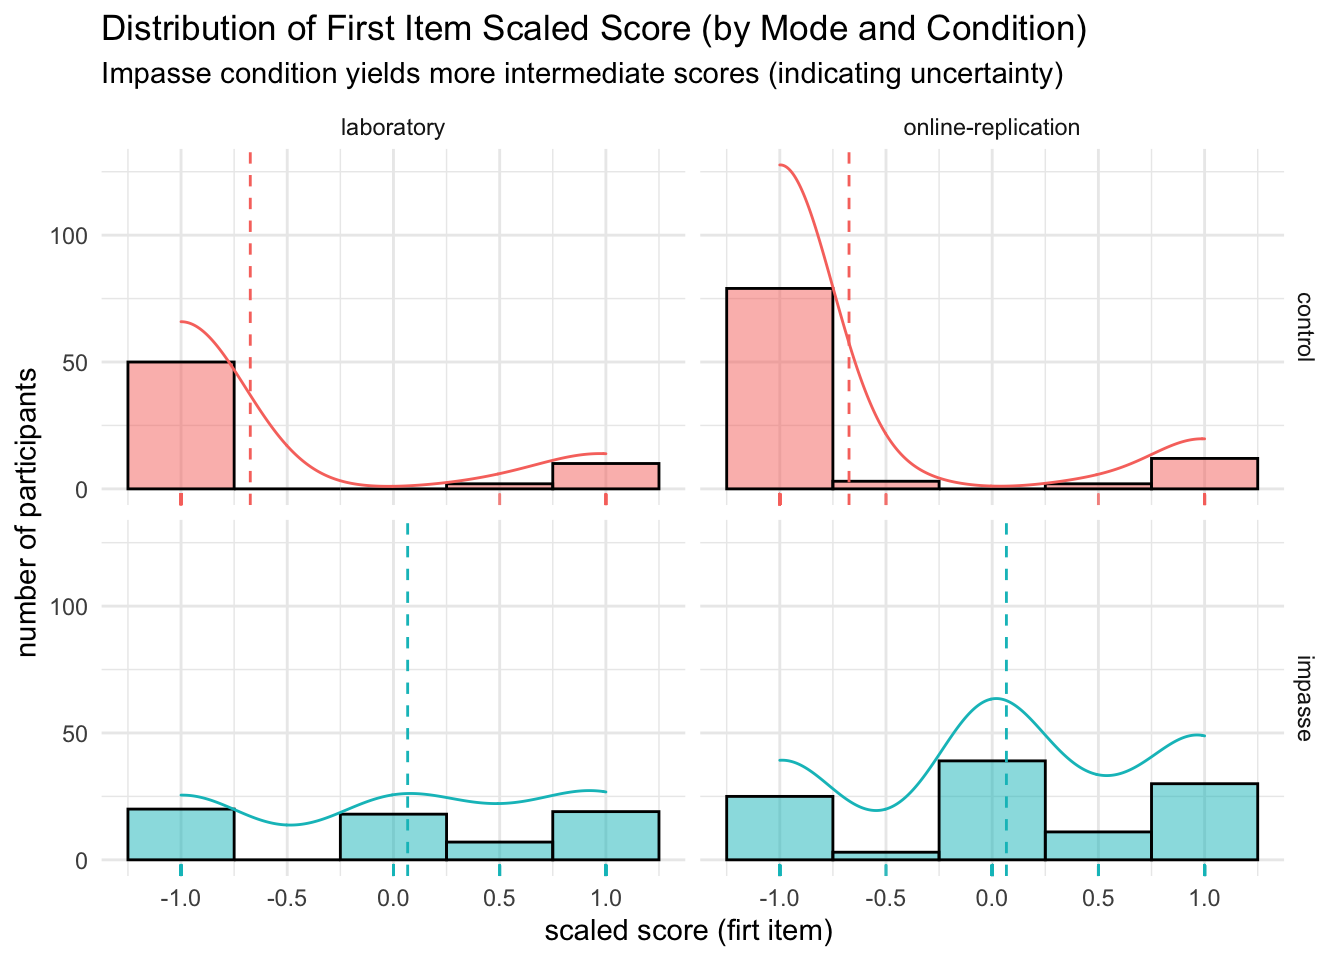 Distribution of First Item Scaled Score (by Mode and Condition)
Impasse condition yields more intermediate scores (indicating uncertainty)
laboratory
online-replication
100
50
0
control
100
50
0
impasse
number of participants
-1.0 -0.5 0.0 0.5 1.0
-1.0 -0.5 0.0 0.5 1.0
scaled score (firt item)